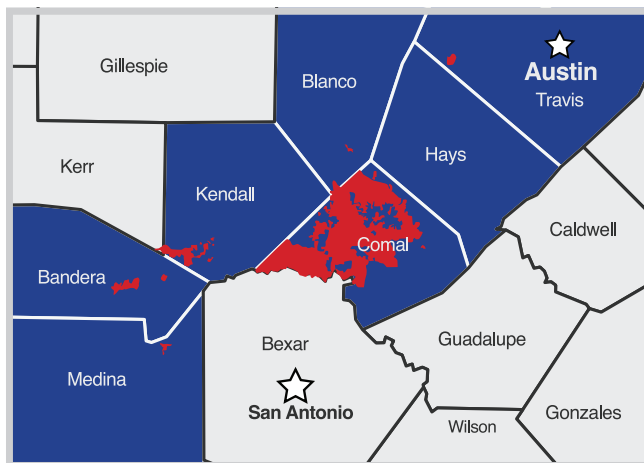 Gillespie
Blanco
Austin
Travis
Kerr
Kendall
Hays
Caldwell
Comal
Bandera
Bexar
Guadalupe
Medina
San Antonio
Gonzales
Wilson